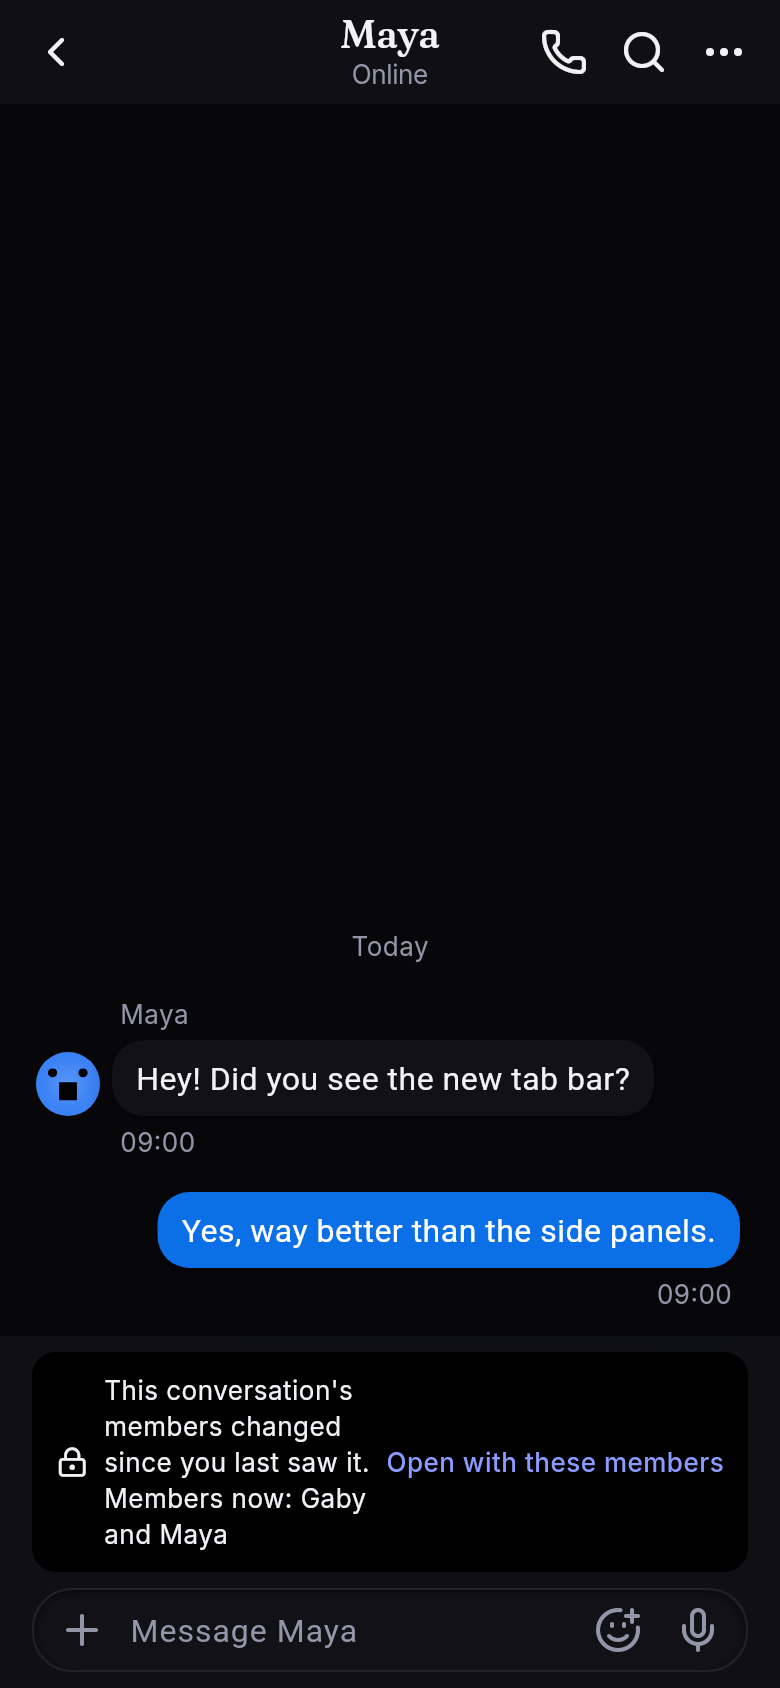 Maya
Online
Today
Maya
Hey! Did you see the new tab bar?
09:00
Yes, way better than the side panels.
09:00
This conversation's
members changed
since you last saw it.
Members now: Gaby
and Maya
Open with these members
Message Maya